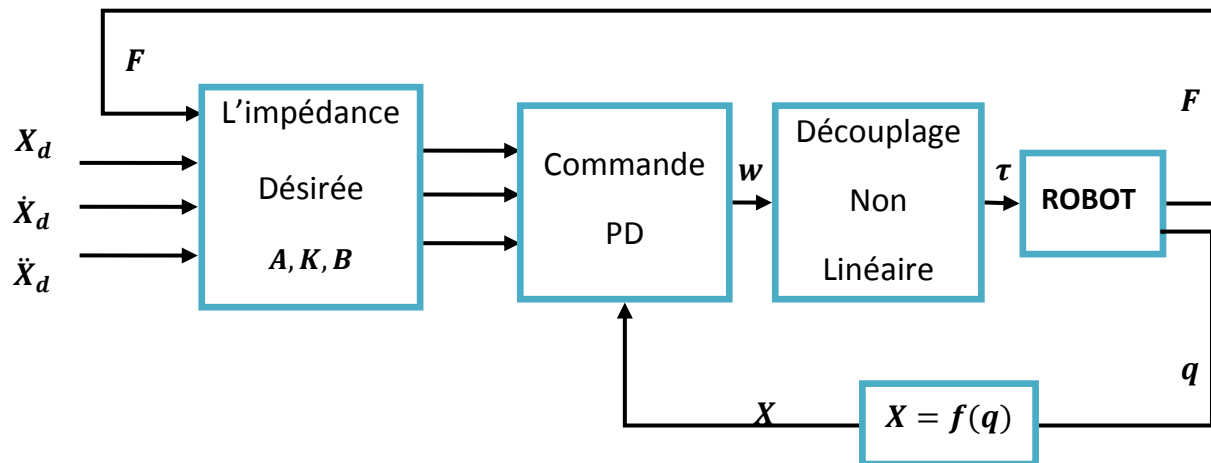 F
F
L'impédance
Désirée
A, K, B
X_d
Ẋ_d
Ẍ_d
Commande
PD
w
Découplage
Non
Linéaire
τ
ROBOT
q
X
X = f(q)